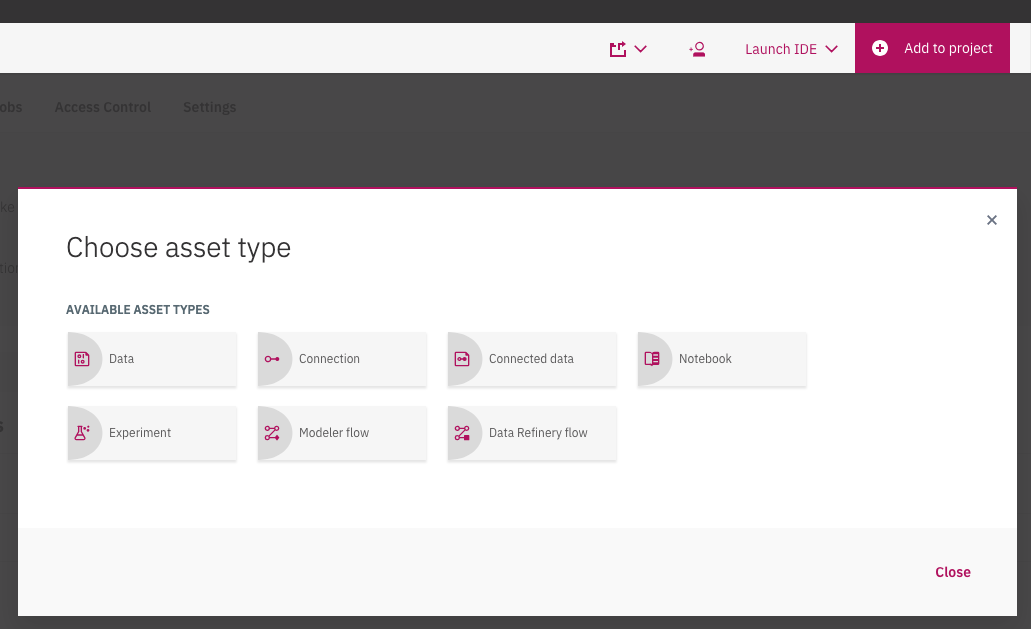 Launch IDE
Add to project
obs Access Control Settings
ke
Choose asset type
tion
AVAILABLE ASSET TYPES
Data Connection Connected data Notebook
Experiment Modeler flow Data Refinery flow
Close